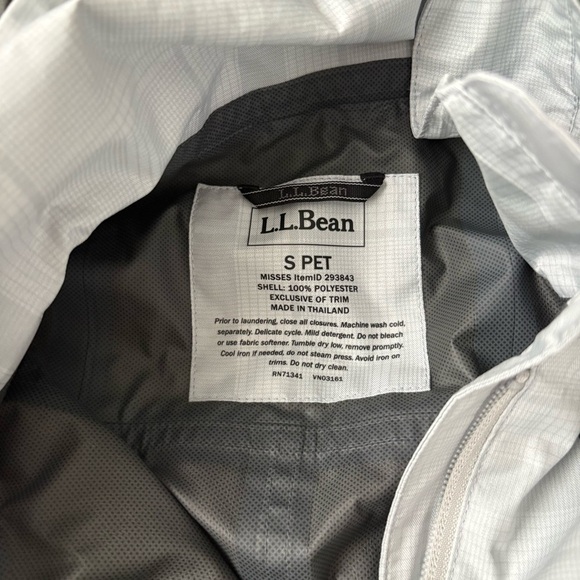 L.L.Bean
L.L.Bean
S PET
MISSES ItemID 293843
SHELL: 100% POLYESTER
EXCLUSIVE OF TRIM
MADE IN THAILAND
Prior to laundering, close all closures. Machine wash cold,
separately. Delicate cycle. Mild detergent. Do not bleach
or use fabric softener. Tumble dry low, remove promptly.
Cool iron if needed, do not steam press. Avoid iron on
trims. Do not dry clean.
RN71341 VN03161